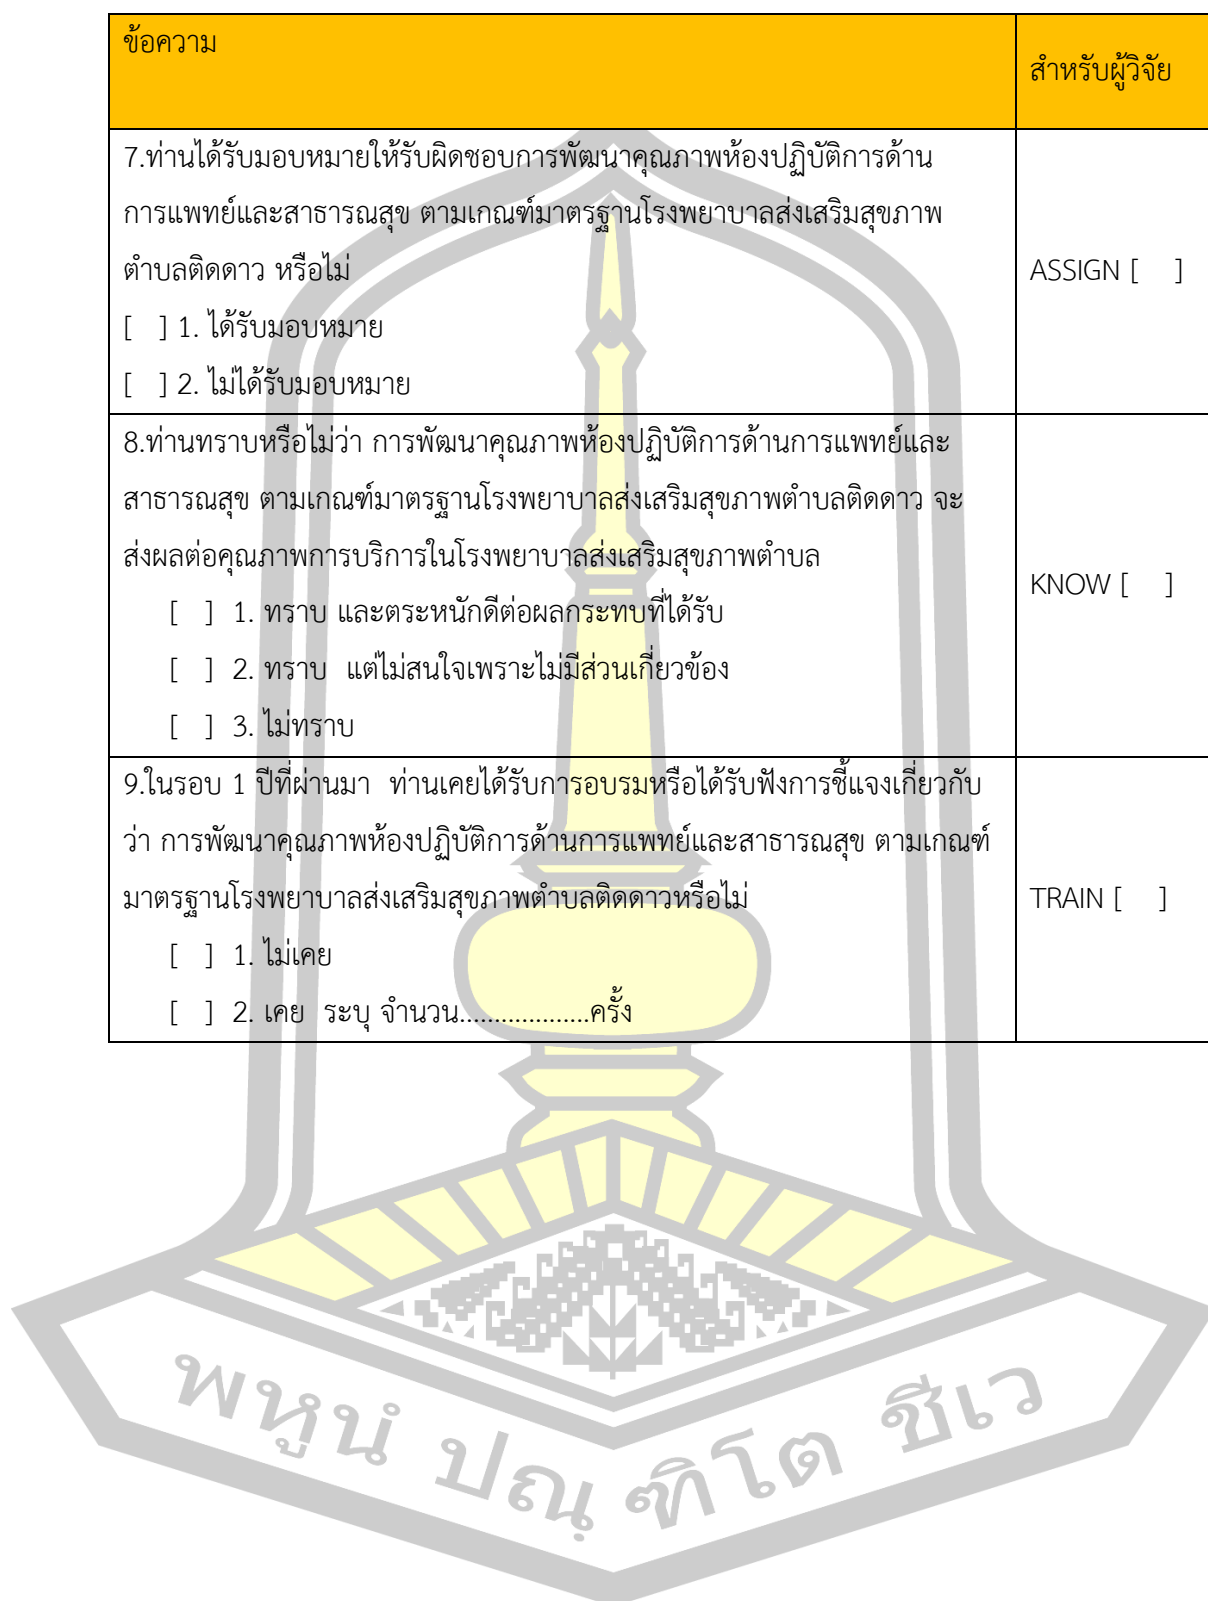 ข้อความ
สำหรับผู้วิจัย
7.ท่านได้รับมอบหมายให้รับผิดชอบการพัฒนาคุณภาพห้องปฏิบัติการด้าน
การแพทย์และสาธารณสุข ตามเกณฑ์มาตรฐานโรงพยาบาลส่งเสริมสุขภาพ
ตำบลติดดาว หรือไม่
[ ] 1. ได้รับมอบหมาย
[ ] 2. ไม่ได้รับมอบหมาย
ASSIGN [ ]
8.ท่านทราบหรือไม่ว่า การพัฒนาคุณภาพห้องปฏิบัติการด้านการแพทย์และ
สาธารณสุข ตามเกณฑ์มาตรฐานโรงพยาบาลส่งเสริมสุขภาพตำบลติดดาว จะ
ส่งผลต่อคุณภาพการบริการในโรงพยาบาลส่งเสริมสุขภาพตำบล
[ ] 1. ทราบ และตระหนักดีต่อผลกระทบที่ได้รับ
[ ] 2. ทราบ แต่ไม่สนใจเพราะไม่มีส่วนเกี่ยวข้อง
[ ] 3. ไม่ทราบ
KNOW [ ]
9.ในรอบ 1 ปีที่ผ่านมา ท่านเคยได้รับการอบรมหรือได้รับฟังการชี้แจงเกี่ยวกับ
ว่า การพัฒนาคุณภาพห้องปฏิบัติการด้านการแพทย์และสาธารณสุข ตามเกณฑ์
มาตรฐานโรงพยาบาลส่งเสริมสุขภาพตำบลติดดาวหรือไม่
[ ] 1. ไม่เคย
[ ] 2. เคย ระบุ จำนวน...................ครั้ง
TRAIN [ ]
พหูนํ ปณฺฑิโต ชีเว